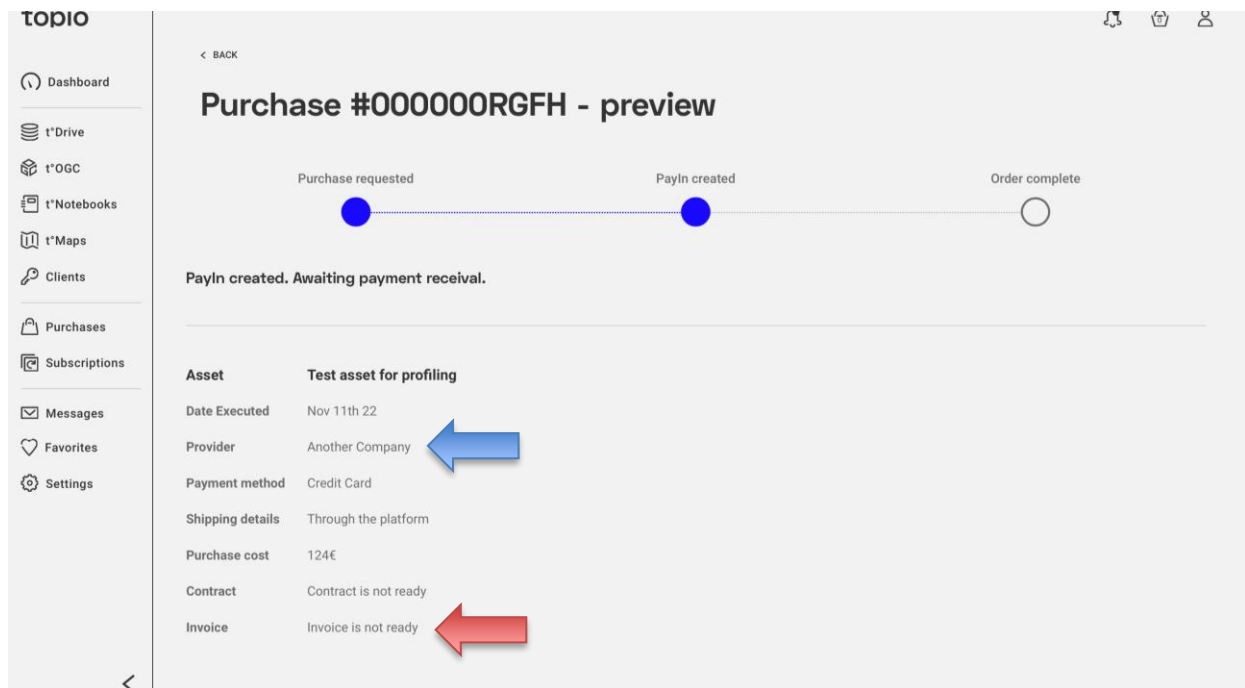 topio
< BACK
Dashboard
Purchase #000000RGFH - preview
t°Drive
t°OGC
t°Notebooks
t°Maps
Clients
Purchases
Subscriptions
Messages
Favorites
Settings
Purchase requested
PayIn created
Order complete
PayIn created. Awaiting payment receival.
Asset Test asset for profiling
Date Executed Nov 11th 22
Provider Another Company
Payment method Credit Card
Shipping details Through the platform
Purchase cost 124€
Contract Contract is not ready
Invoice Invoice is not ready